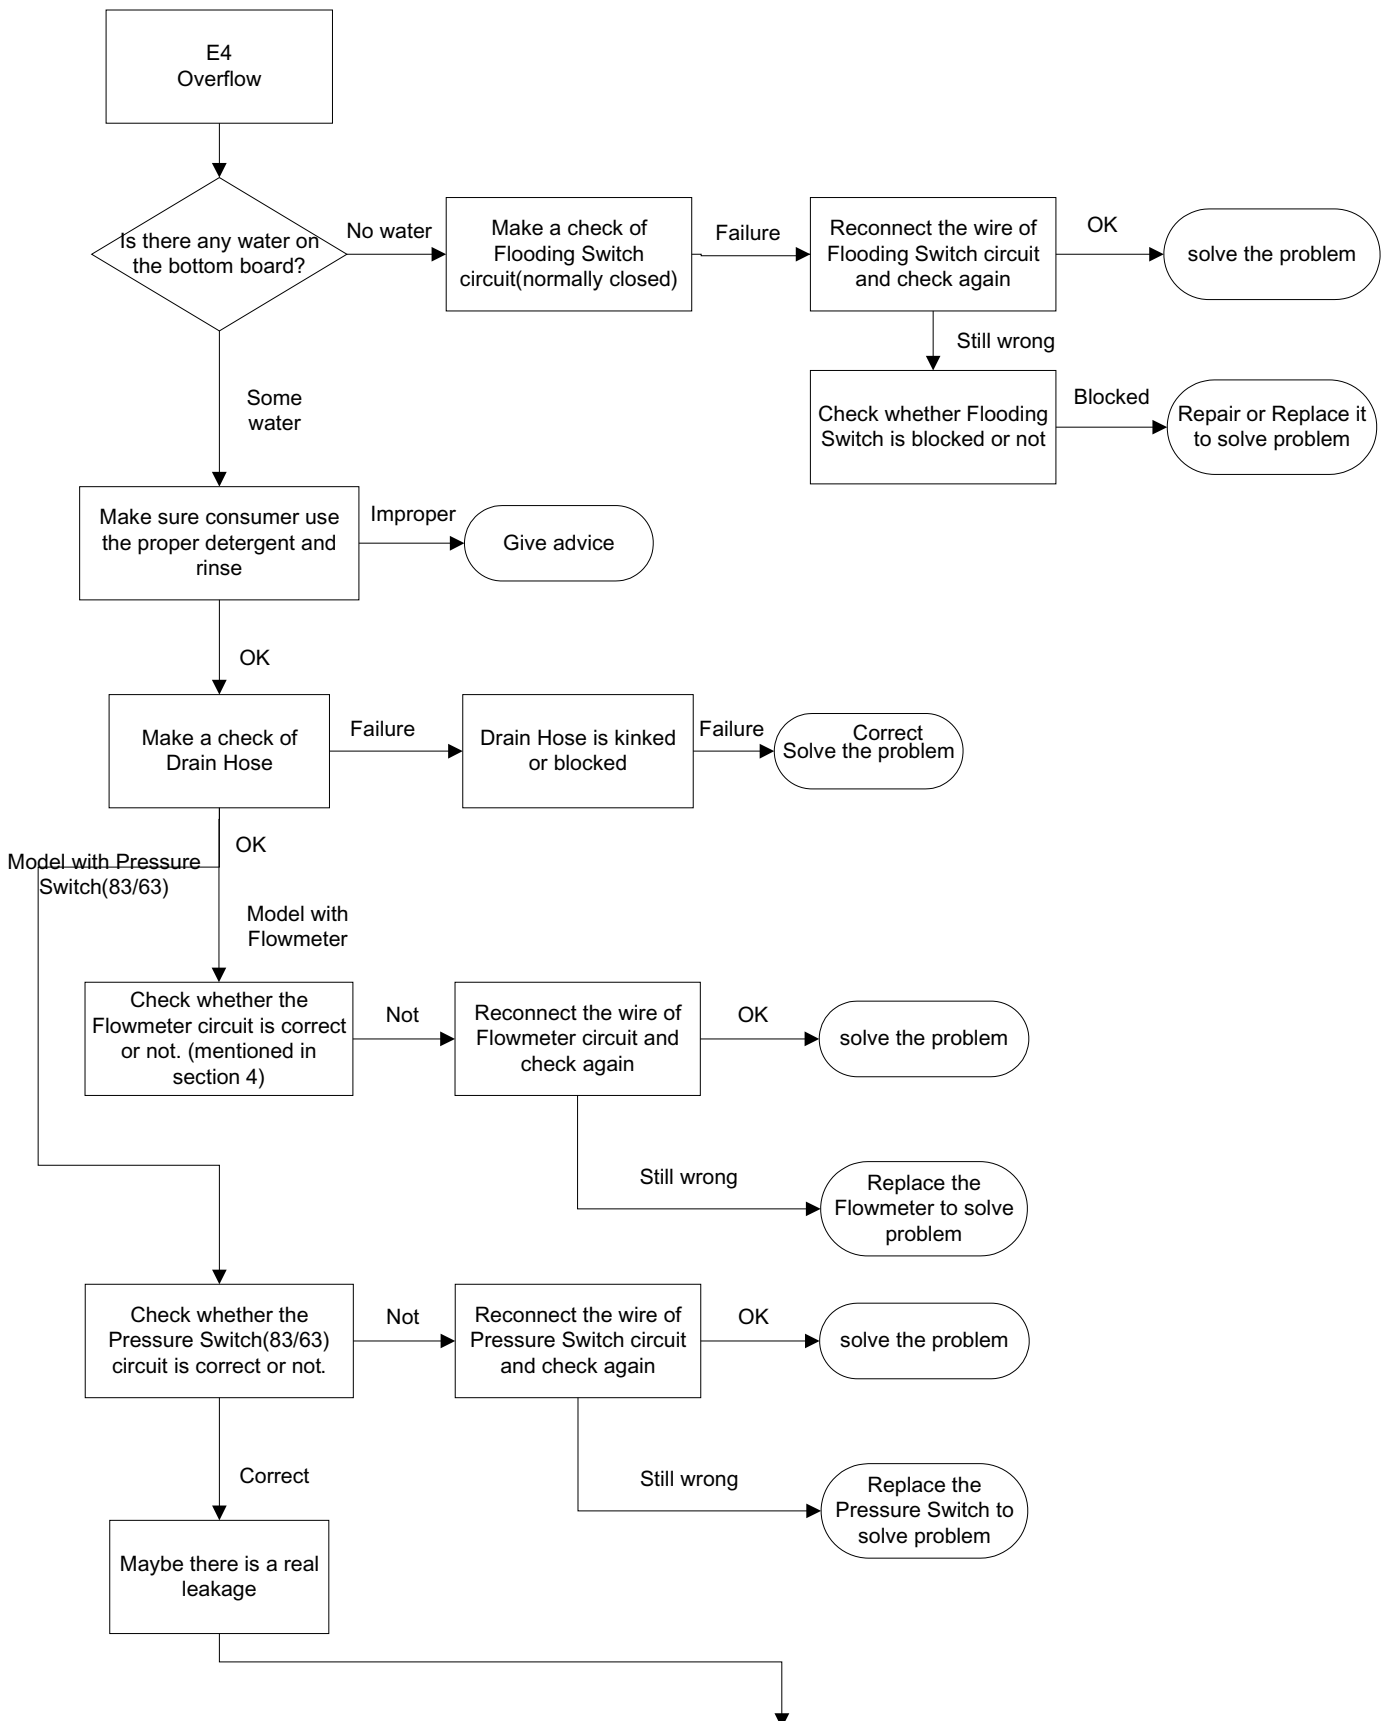 E4
Overflow
Is there any water on
the bottom board?
No water
Make a check of
Flooding Switch
circuit(normally closed)
Failure
Reconnect the wire of
Flooding Switch circuit
and check again
OK
solve the problem
Still wrong
Check whether Flooding
Switch is blocked or not
Blocked
Repair or Replace it
to solve problem
Some
water
Make sure consumer use
the proper detergent and
rinse
Improper
Give advice
OK
Make a check of
Drain Hose
Failure
Drain Hose is kinked
or blocked
Failure
Correct
Solve the problem
OK
Model with Pressure
Switch(83/63)
Model with
Flowmeter
Check whether the
Flowmeter circuit is correct
or not. (mentioned in
section 4)
Not
Reconnect the wire of
Flowmeter circuit and
check again
OK
solve the problem
Still wrong
Replace the
Flowmeter to solve
problem
Check whether the
Pressure Switch(83/63)
circuit is correct or not.
Not
Reconnect the wire of
Pressure Switch circuit
and check again
OK
solve the problem
Still wrong
Replace the
Pressure Switch to
solve problem
Correct
Maybe there is a real
leakage